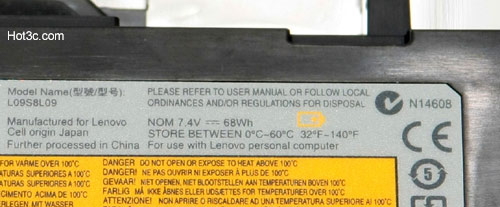 Hot3c.com
Model Name(型號/型号):
L09S8L09
Manufactured for Lenovo
Cell origin Japan
Further processed in China
PLEASE REFER TO USER MANUAL OR FOLLOW LOCAL
ORDINANCES AND/OR REGULATIONS FOR DISPOSAL
NOM 7.4V 68Wh
STORE BETWEEN 0°C-60°C 32°F-140°F
For use with Lenovo personal computer
N14608
CE
5
FOR VARME OVER 100°C
ATURAS SUPERIORES A 100°C
RATURAS SUPERIORES A 100°C
CIMENTO ACIMA DE 100°C
DANGER DO NOT OPEN OR EXPOSE TO HEAT ABOVE 100°C
DANGER! NE PAS OUVRIR NI EXPOSER À PLUS DE 100°C
GEVAAR! NIET OPENEN, NIET BLOOTSTELLEN AAN TEMPERATUREN BOVEN 100°C
FARLIG! MÅ IKKE ÅBNES ELLER UDSÆTTES FOR TEMPERATURER OVER 100°C
ATTENZIONE! NON APRIRE O RISCALDARE AD UNA TEMPERATURA SUPERIORE